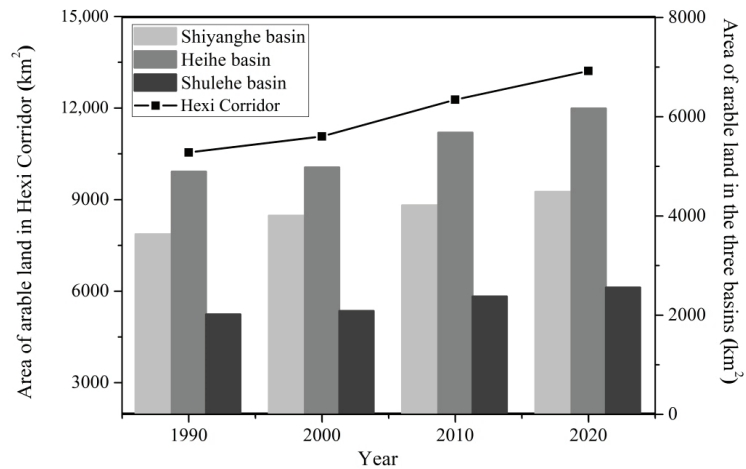 Area of arable land in Hexi Corridor (km²)
15,000
12,000
9000
6000
3000
Shiyanghe basin
Heihe basin
Shulehe basin
Hexi Corridor
8000
6000
4000
2000
0
Area of arable land in
the three basins (km²)
1990 2000 2010 2020
Year